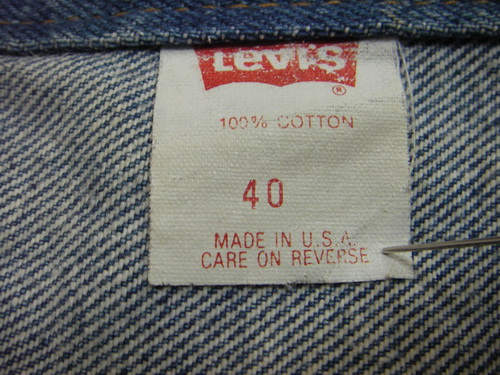 Levi's
®
100% COTTON
40
MADE IN U.S.A.
CARE ON REVERSE